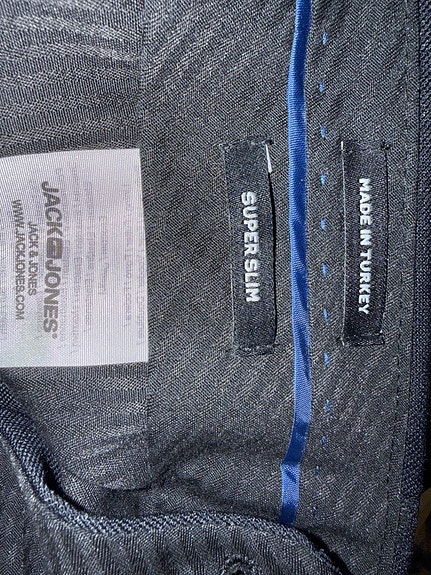 MADE IN TURKEY
SUPER SLIM
JACK JONES®
JACK & JONES
WWW.JACKJONES.COM